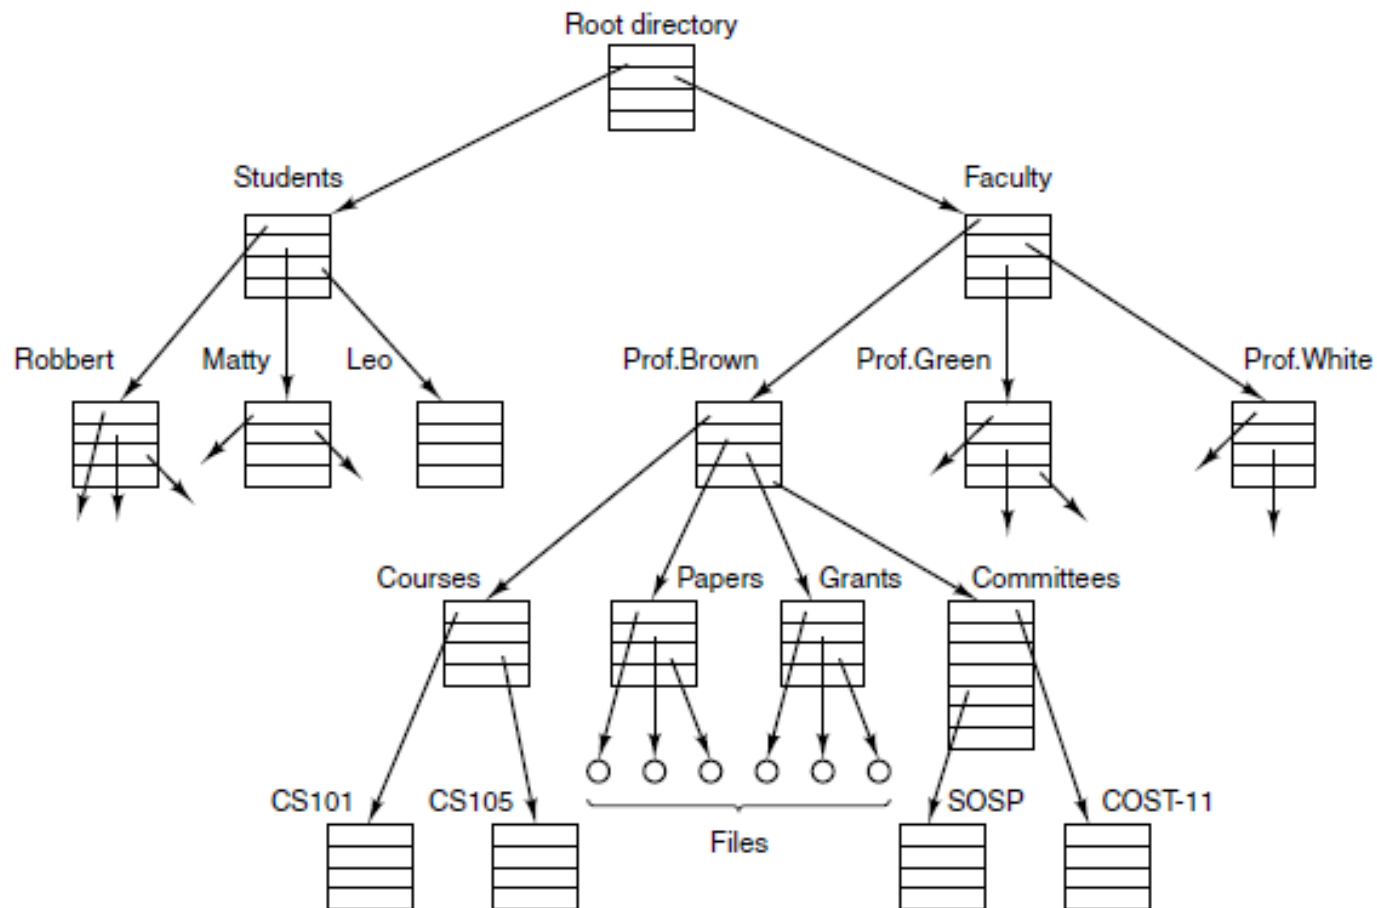 Root directory
Students
Faculty
Robbert
Matty
Leo
Prof.Brown
Prof.Green
Prof.White
Courses
Papers
Grants
Committees
CS101
CS105
Files
SOSP
COST-11